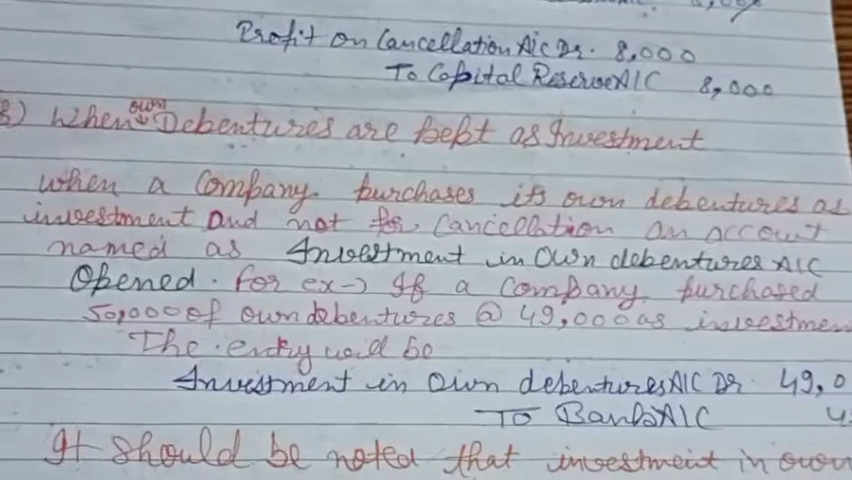 Profit on Cancellation A/c Dr. 8,000
To Capital Reserve A/C 8,000
B) When own Debentures are kept as Investment
when a Company purchases its own debentures as
investment and not for Cancellation an account
named as Investment in Own debentures A/C
Opened. For ex→ If a Company purchased
50,000 of own debentures @ 49,000 as investmen
The entry will be
Investment in Own debentures A/C Dr. 49,0
To Bank A/C 4
It should be noted that investment in own